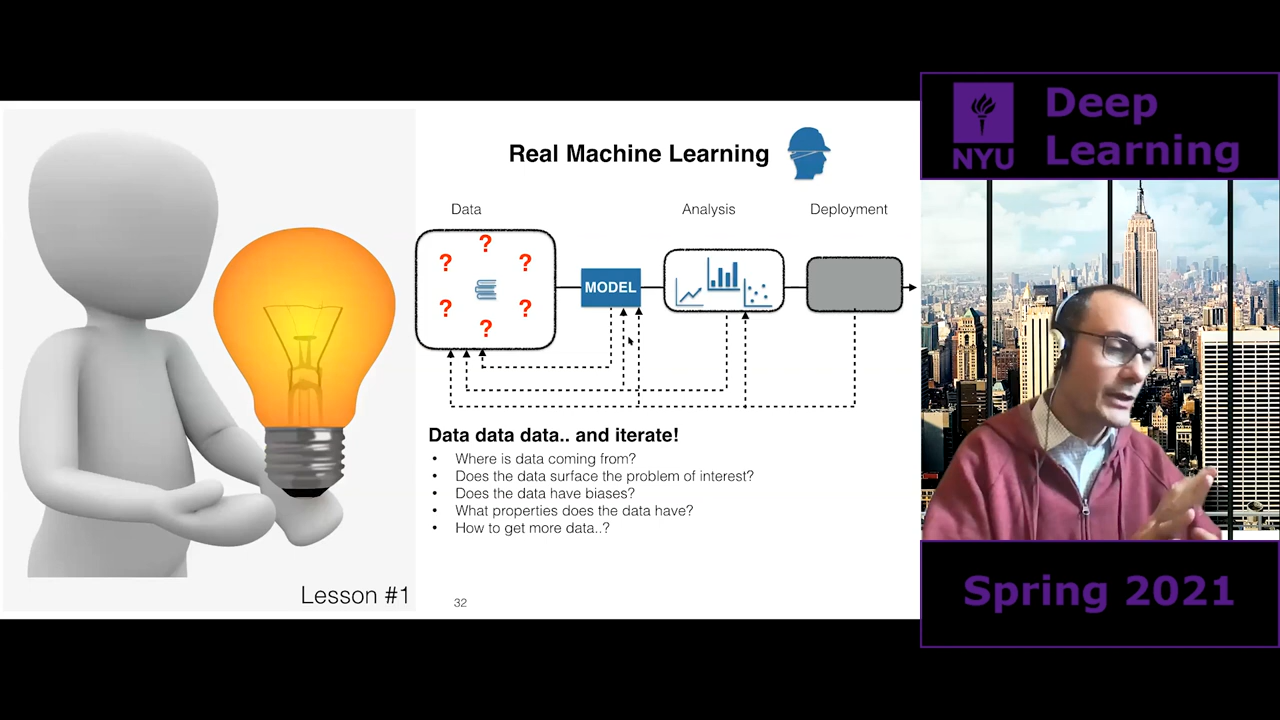 Real Machine Learning
Data
Analysis
Deployment
?
?
?
?
?
?
MODEL
Data data data.. and iterate!
• Where is data coming from?
• Does the data surface the problem of interest?
• Does the data have biases?
• What properties does the data have?
• How to get more data..?
Lesson #1
32
NYU
Deep
Learning
Spring 2021